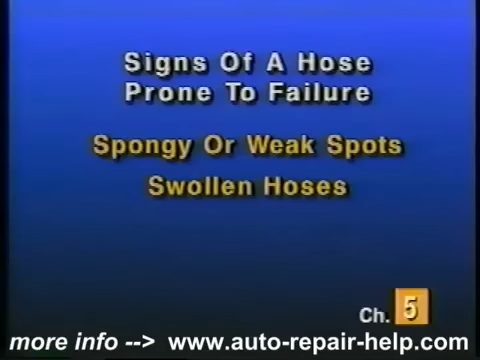 Signs Of A Hose
Prone To Failure
Spongy Or Weak Spots
Swollen Hoses
Ch. 5
more info --> www.auto-repair-help.com